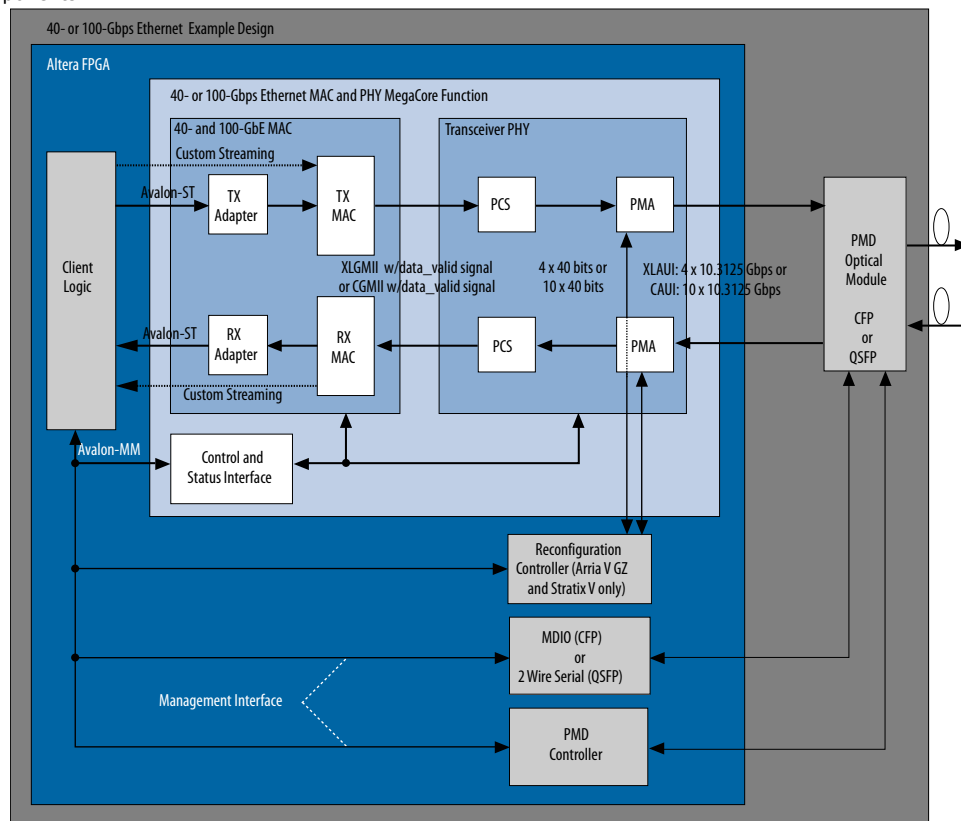 40- or 100-Gbps Ethernet Example Design
Altera FPGA
40- or 100-Gbps Ethernet MAC and PHY MegaCore Function
40- and 100-GbE MAC
Transceiver PHY
Custom Streaming
Avalon-ST
TX
Adapter
TX
MAC
PCS
PMA
Client
Logic
XLGMII w/data_valid signal
or CGMII w/data_valid signal
4 x 40 bits or
10 x 40 bits
XLAUI: 4 x 10.3125 Gbps or
CAUI: 10 x 10.3125 Gbps
PMD
Optical
Module
CFP
or
QSFP
Avalon-ST
RX
Adapter
RX
MAC
PCS
PMA
Custom Streaming
Avalon-MM
Control and
Status Interface
Reconfiguration
Controller (Arria V GZ
and Stratix V only)
MDIO (CFP)
or
2 Wire Serial (QSFP)
Management Interface
PMD
Controller